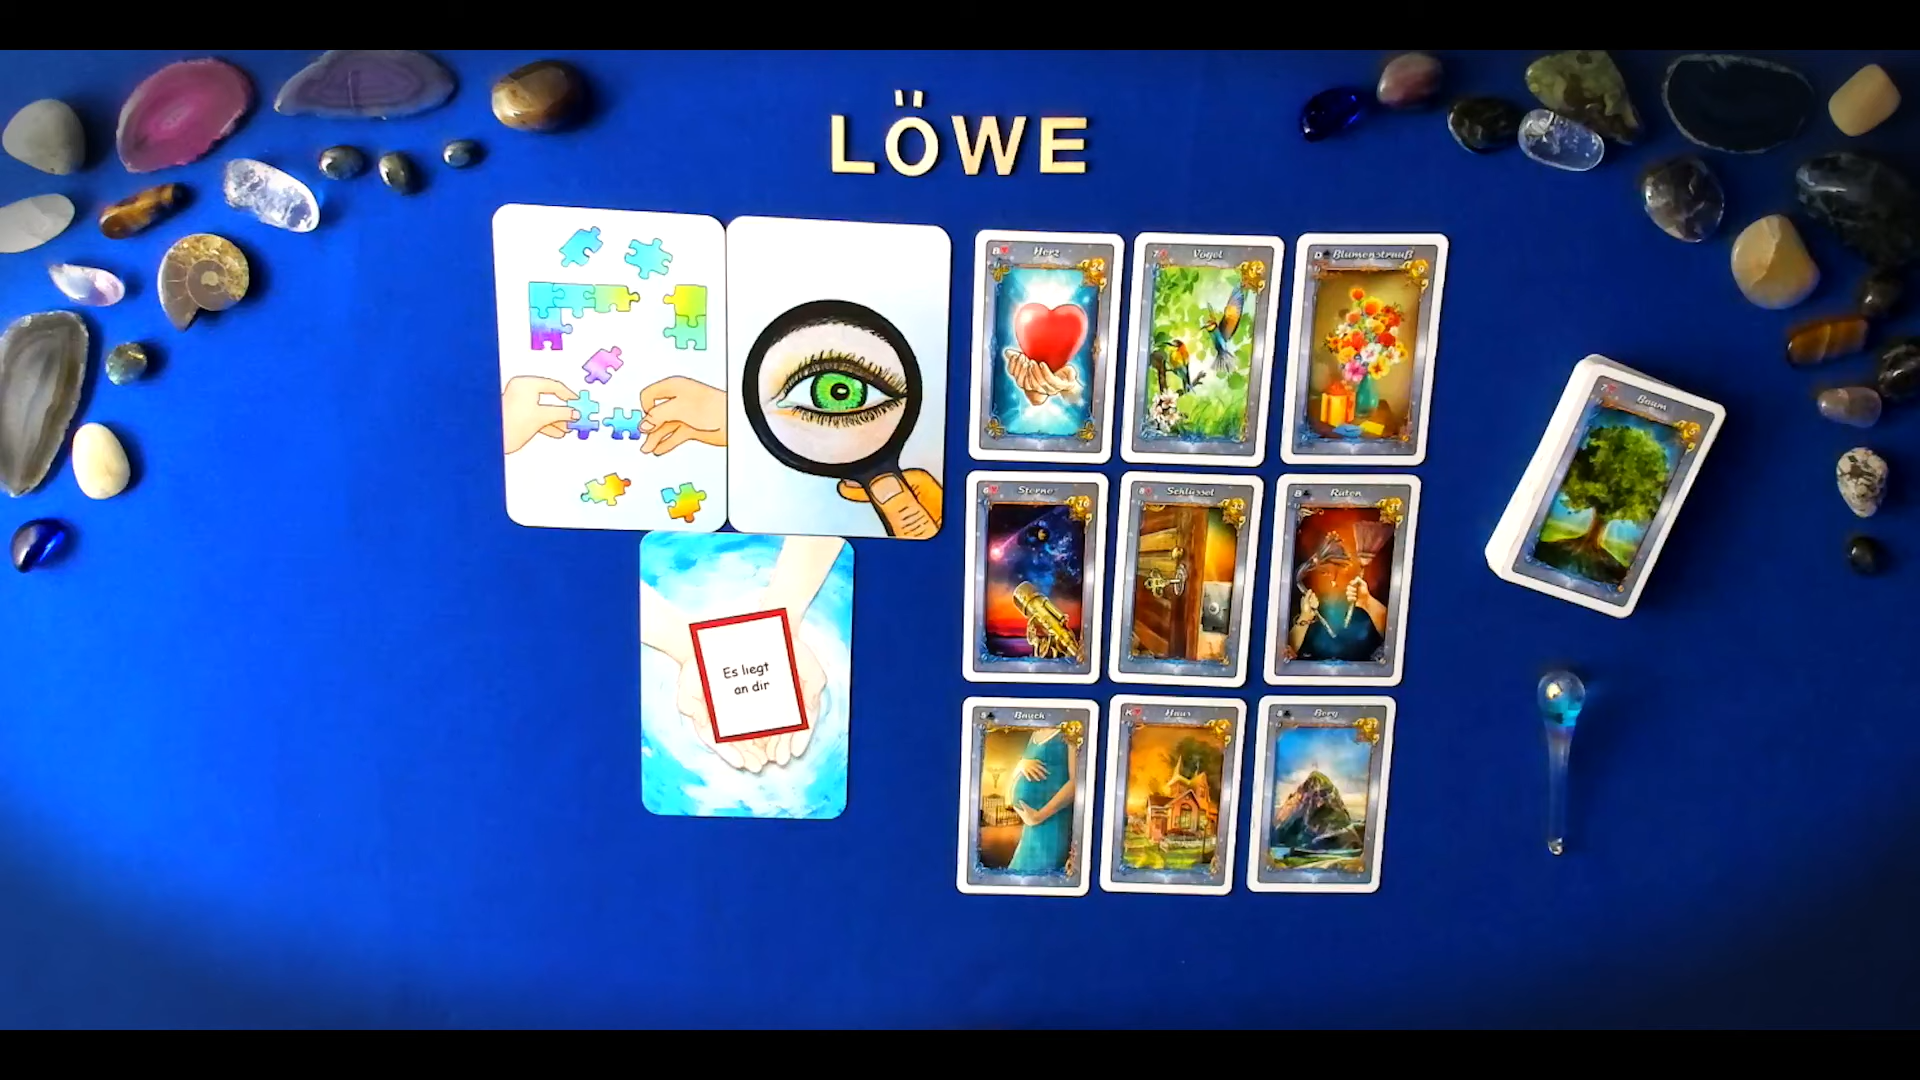 LÖWE
Herz
Vögel
Blumenstrauß
Sterne
Schlüssel
Ruten
Bauch
Haus
Berg
Baum
Es liegt
an dir